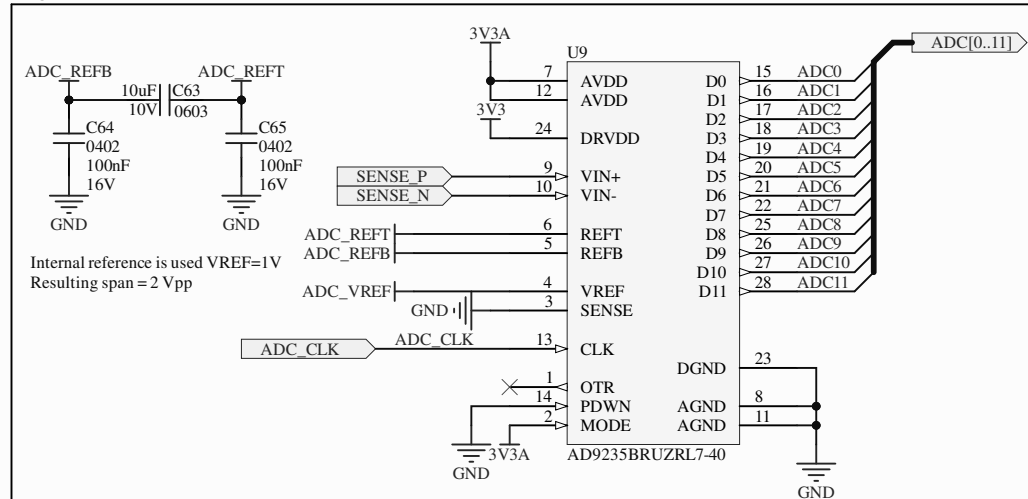 3V3A
U9
ADC[0..11]
ADC_REFB
ADC_REFT
10uF C63
10V 0603
C64
0402
100nF
16V
GND
C65
0402
100nF
16V
GND
Internal reference is used VREF=1V
Resulting span = 2 Vpp
7 AVDD
12 AVDD
3V3
24 DRVDD
SENSE_P 9 VIN+
SENSE_N 10 VIN-
ADC_REFT 6 REFT
ADC_REFB 5 REFB
ADC_VREF 4 VREF
GND 3 SENSE
ADC_CLK ADC_CLK 13 CLK
1 OTR
14 PDWN
2 MODE
GND
3V3A
D0 15 ADC0
D1 16 ADC1
D2 17 ADC2
D3 18 ADC3
D4 19 ADC4
D5 20 ADC5
D6 21 ADC6
D7 22 ADC7
D8 25 ADC8
D9 26 ADC9
D10 27 ADC10
D11 28 ADC11
DGND 23
AGND 8
AGND 11
GND
AD9235BRUZRL7-40